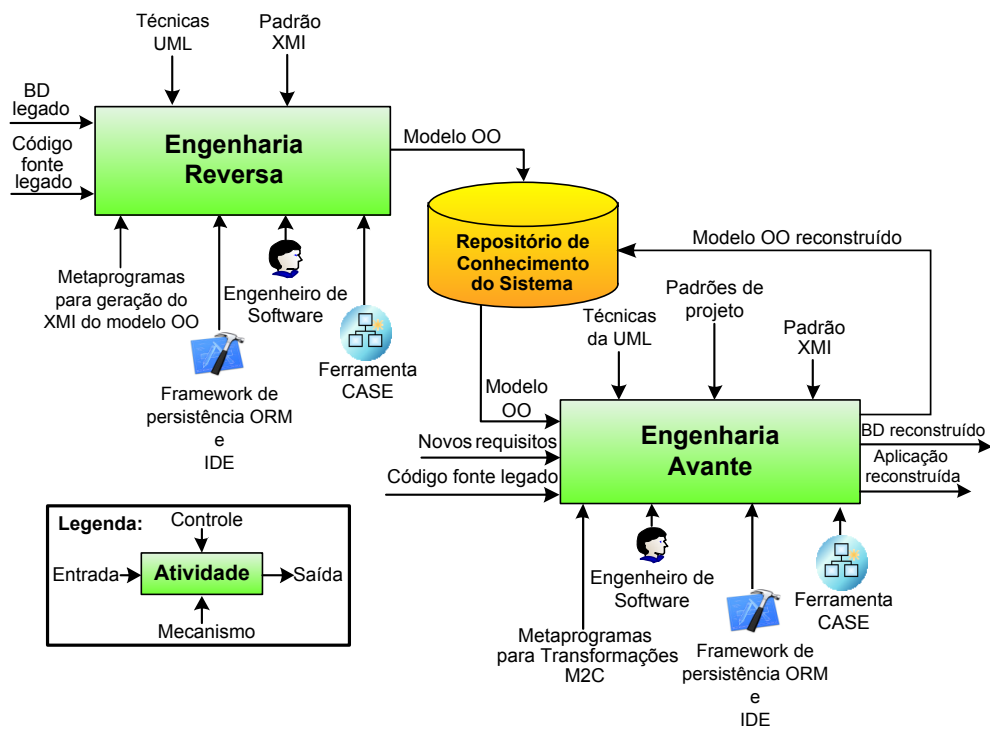 Técnicas
UML
Padrão
XMI
BD
legado
Código
fonte
legado
Engenharia
Reversa
Modelo OO
Metaprogramas
para geração do
XMI do modelo OO
Engenheiro de
Software
Framework de
persistência ORM
e
IDE
Ferramenta
CASE
Repositório de
Conhecimento
do Sistema
Modelo OO reconstruído
Técnicas
da UML
Padrões de
projeto
Padrão
XMI
Modelo
OO
Novos requisitos
Código fonte legado
Engenharia
Avante
BD reconstruído
Aplicação
reconstruída
Metaprogramas
para Transformações
M2C
Engenheiro de
Software
Framework de
persistência ORM
e
IDE
Ferramenta
CASE
Legenda:
Controle
Entrada
Atividade
Saída
Mecanismo